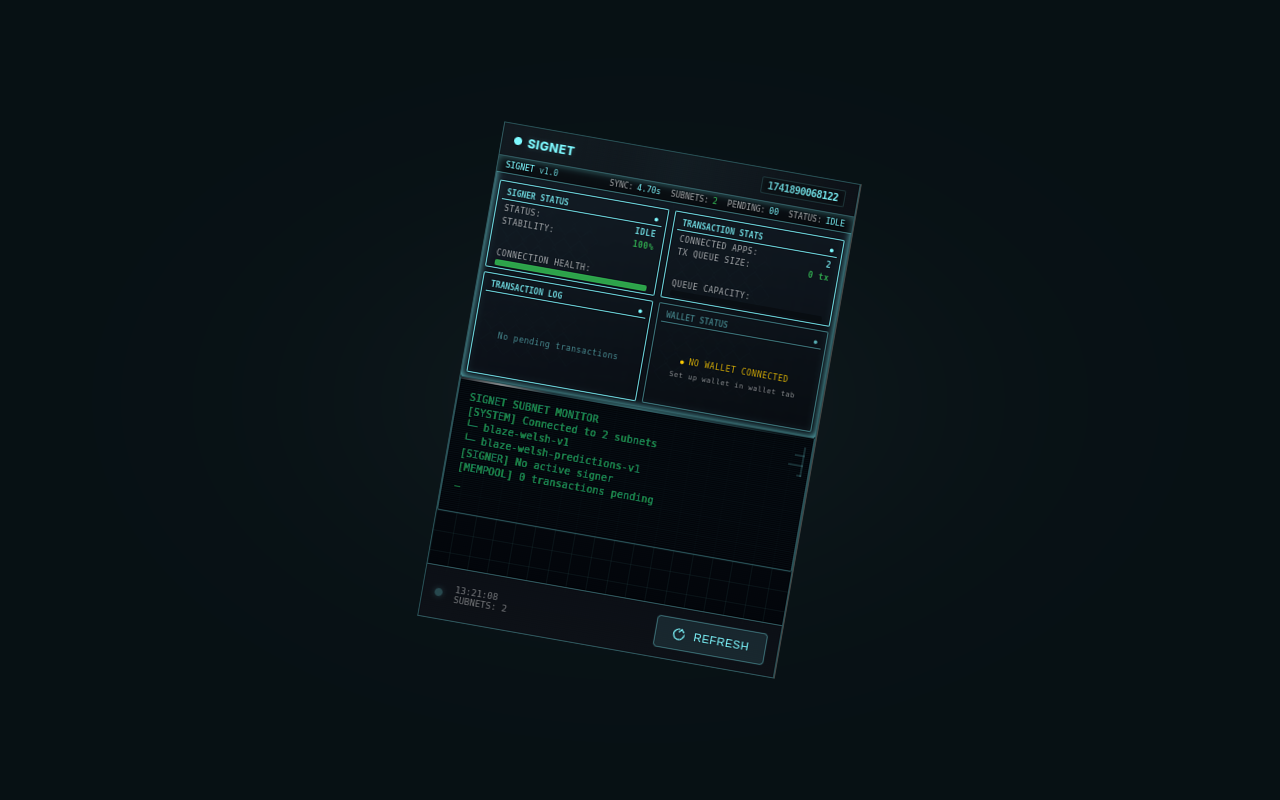 SIGNET
1741890068122
SIGNET v1.0
SYNC: 4.70s SUBNETS: 2 PENDING: 00 STATUS: IDLE
SIGNER STATUS
STATUS: IDLE
STABILITY: 100%
CONNECTION HEALTH:
TRANSACTION STATS
CONNECTED APPS: 2
TX QUEUE SIZE: 0 tx
QUEUE CAPACITY:
TRANSACTION LOG
No pending transactions
WALLET STATUS
NO WALLET CONNECTED
Set up wallet in wallet tab
SIGNET SUBNET MONITOR
[SYSTEM] Connected to 2 subnets
└─ blaze-welsh-v1
└─ blaze-welsh-predictions-v1
[SIGNER] No active signer
[MEMPOOL] 0 transactions pending
_
13:21:08
SUBNETS: 2
REFRESH